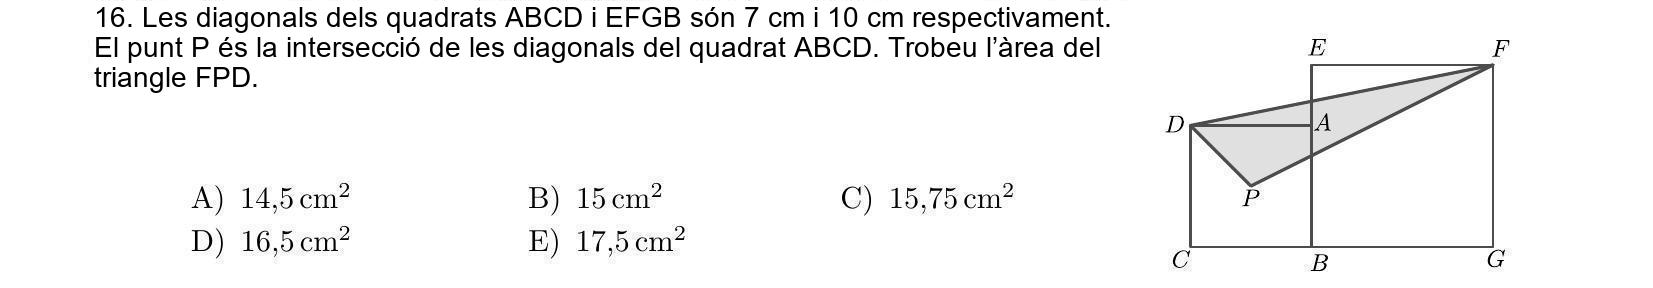 16. Les diagonals dels quadrats ABCD i EFGB són 7 cm i 10 cm respectivament.
El punt P és la intersecció de les diagonals del quadrat ABCD. Trobeu l'àrea del
triangle FPD.
E F
D A
P
C B G
A) 14,5 cm² B) 15 cm² C) 15,75 cm²
D) 16,5 cm² E) 17,5 cm²